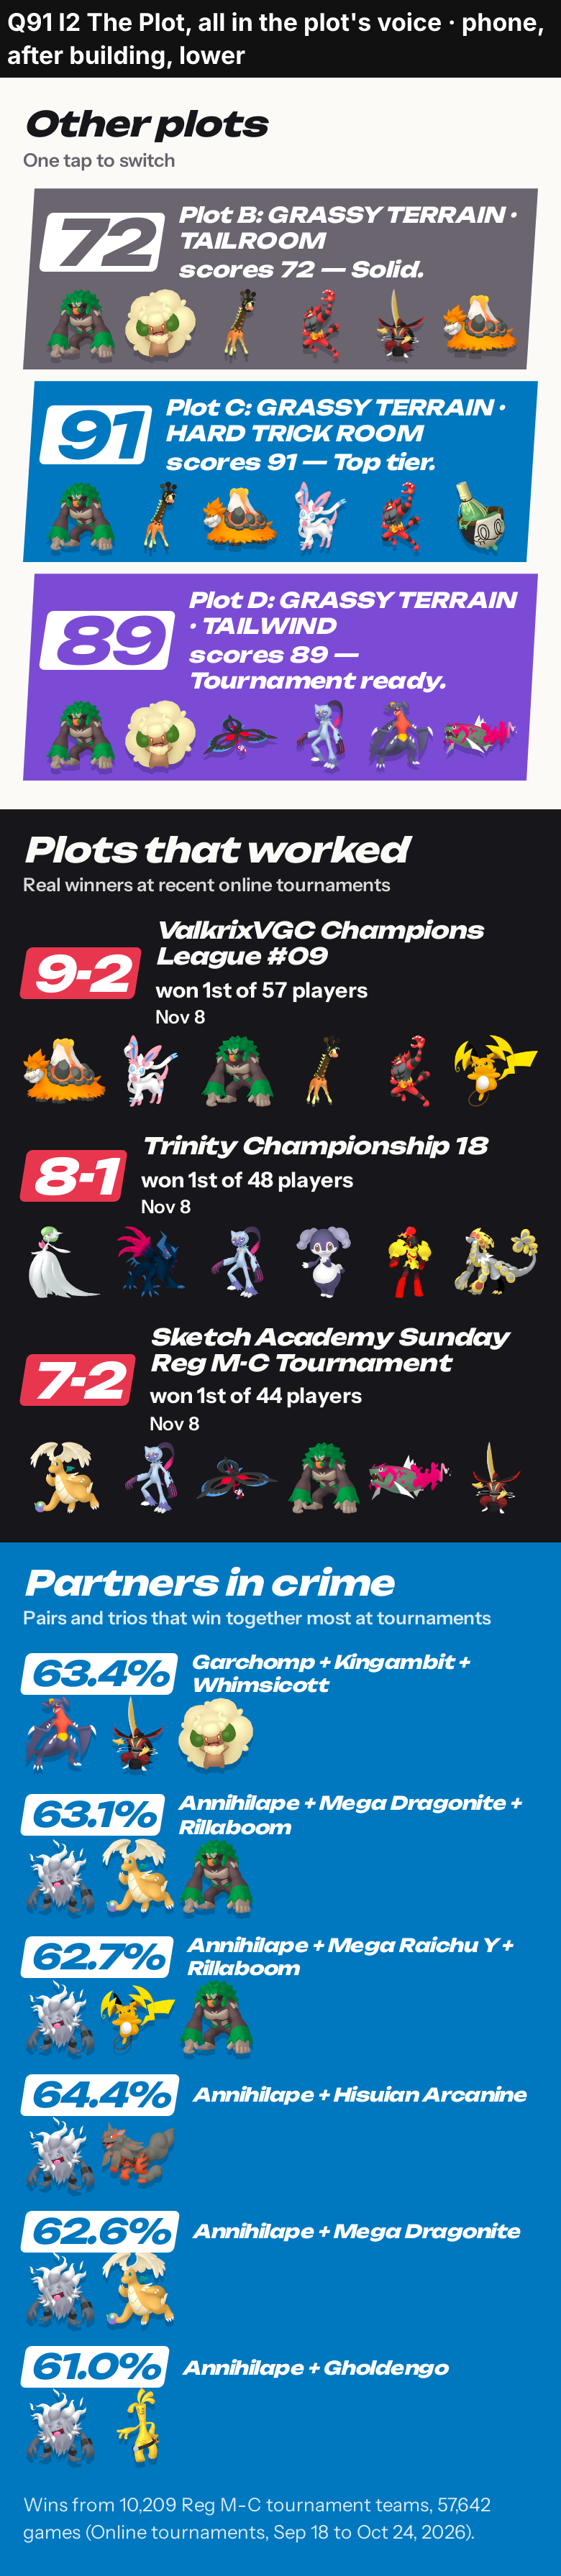 Q91 I2 The Plot, all in the plot's voice · phone,
after building, lower
Other plots
One tap to switch
72
Plot B: GRASSY TERRAIN ·
TAILROOM
scores 72 — Solid.
91
Plot C: GRASSY TERRAIN ·
HARD TRICK ROOM
scores 91 — Top tier.
89
Plot D: GRASSY TERRAIN
· TAILWIND
scores 89 —
Tournament ready.
Plots that worked
Real winners at recent online tournaments
9-2
ValkrixVGC Champions
League #09
won 1st of 57 players
Nov 8
8-1
Trinity Championship 18
won 1st of 48 players
Nov 8
7-2
Sketch Academy Sunday
Reg M-C Tournament
won 1st of 44 players
Nov 8
Partners in crime
Pairs and trios that win together most at tournaments
63.4%
Garchomp + Kingambit +
Whimsicott
63.1%
Annihilape + Mega Dragonite +
Rillaboom
62.7%
Annihilape + Mega Raichu Y +
Rillaboom
64.4%
Annihilape + Hisuian Arcanine
62.6%
Annihilape + Mega Dragonite
61.0%
Annihilape + Gholdengo
Wins from 10,209 Reg M-C tournament teams, 57,642
games (Online tournaments, Sep 18 to Oct 24, 2026).